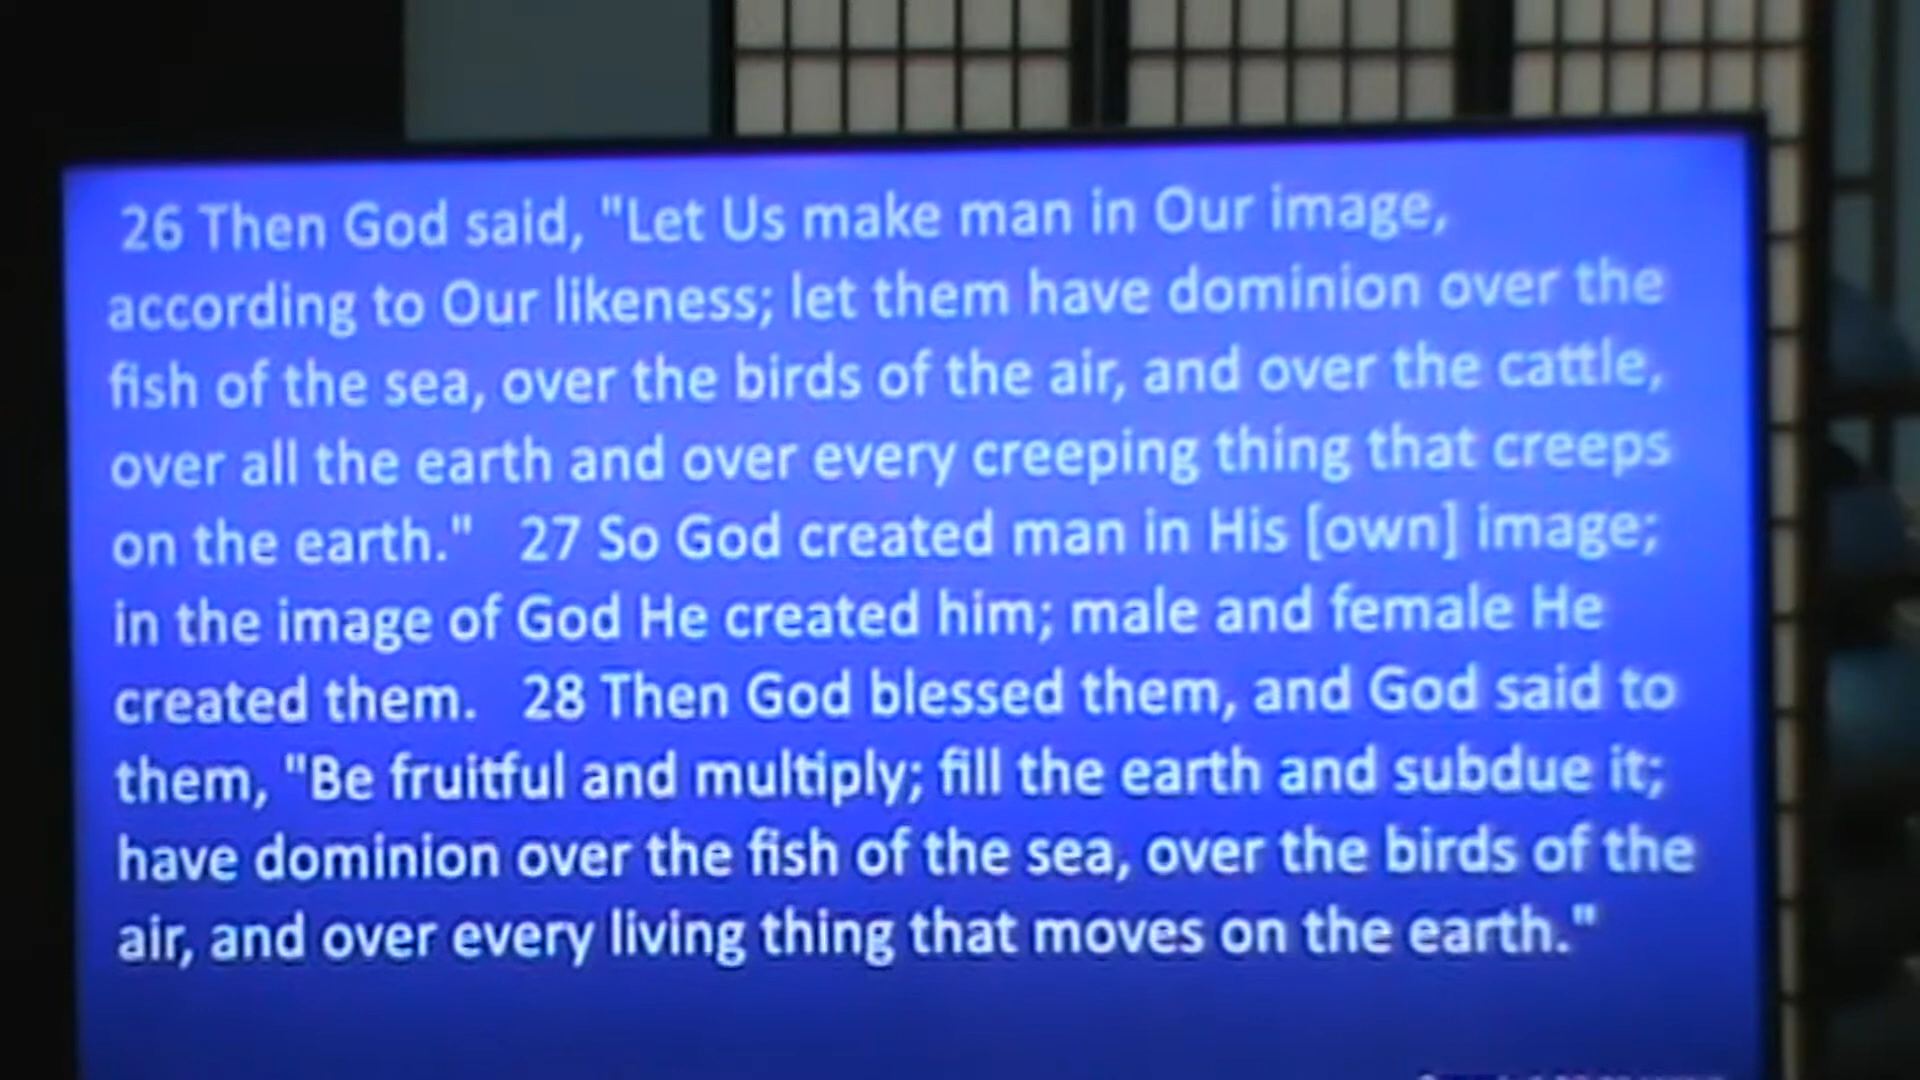 26 Then God said, "Let Us make man in Our image,
according to Our likeness; let them have dominion over the
fish of the sea, over the birds of the air, and over the cattle,
over all the earth and over every creeping thing that creeps
on the earth." 27 So God created man in His [own] image;
in the image of God He created him; male and female He
created them. 28 Then God blessed them, and God said to
them, "Be fruitful and multiply; fill the earth and subdue it;
have dominion over the fish of the sea, over the birds of the
air, and over every living thing that moves on the earth."